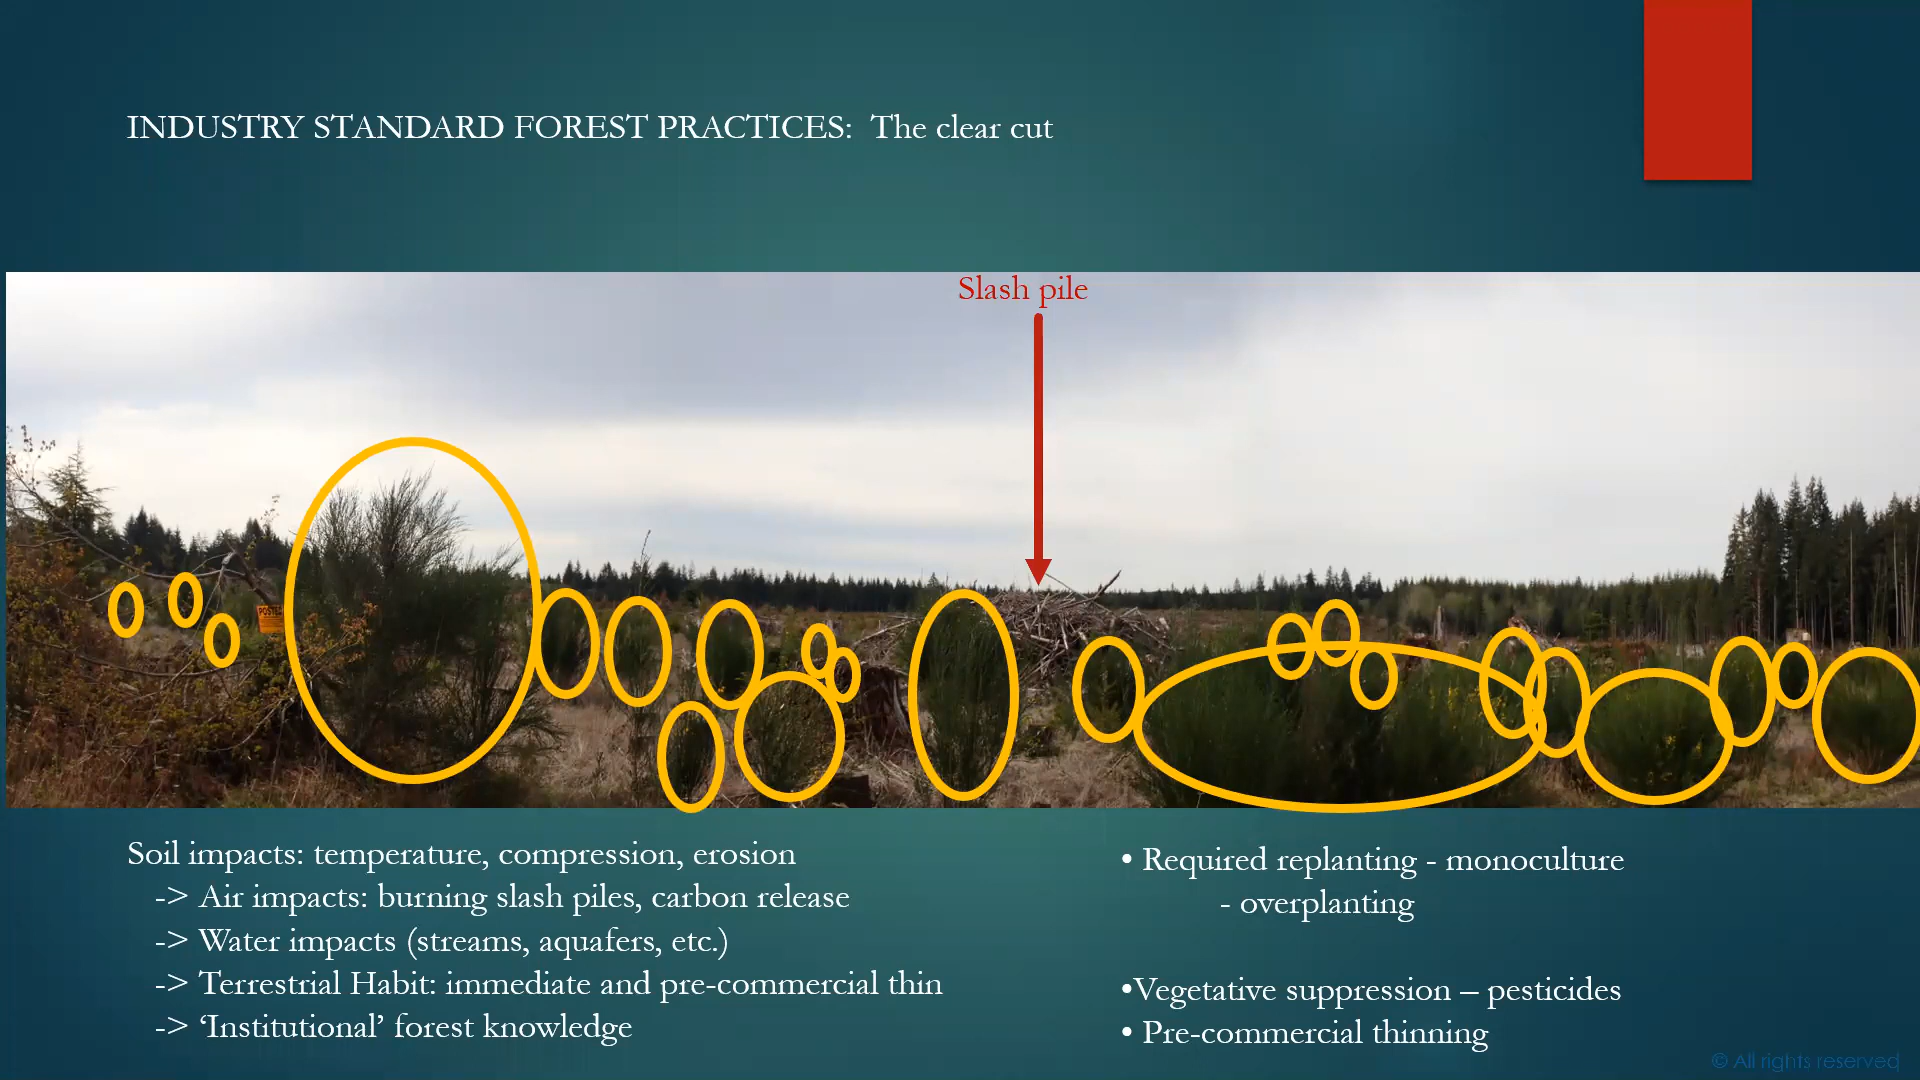 INDUSTRY STANDARD FOREST PRACTICES:  The clear cut
Slash pile
POSTED
Soil impacts: temperature, compression, erosion
-> Air impacts: burning slash piles, carbon release
-> Water impacts (streams, aquafers, etc.)
-> Terrestrial Habit: immediate and pre-commercial thin
-> ‘Institutional’ forest knowledge
• Required replanting - monoculture
- overplanting
•Vegetative suppression – pesticides
• Pre-commercial thinning
© All rights reserved